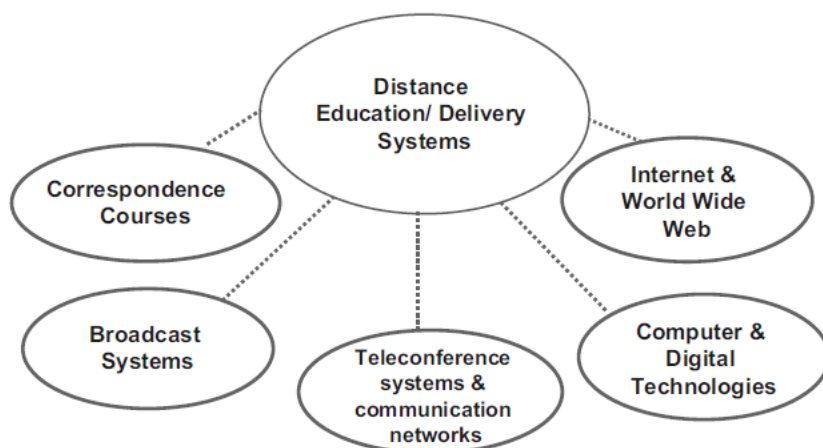 Distance
Education/ Delivery
Systems
Correspondence
Courses
Internet &
World Wide
Web
Broadcast
Systems
Teleconference
systems &
communication
networks
Computer &
Digital
Technologies